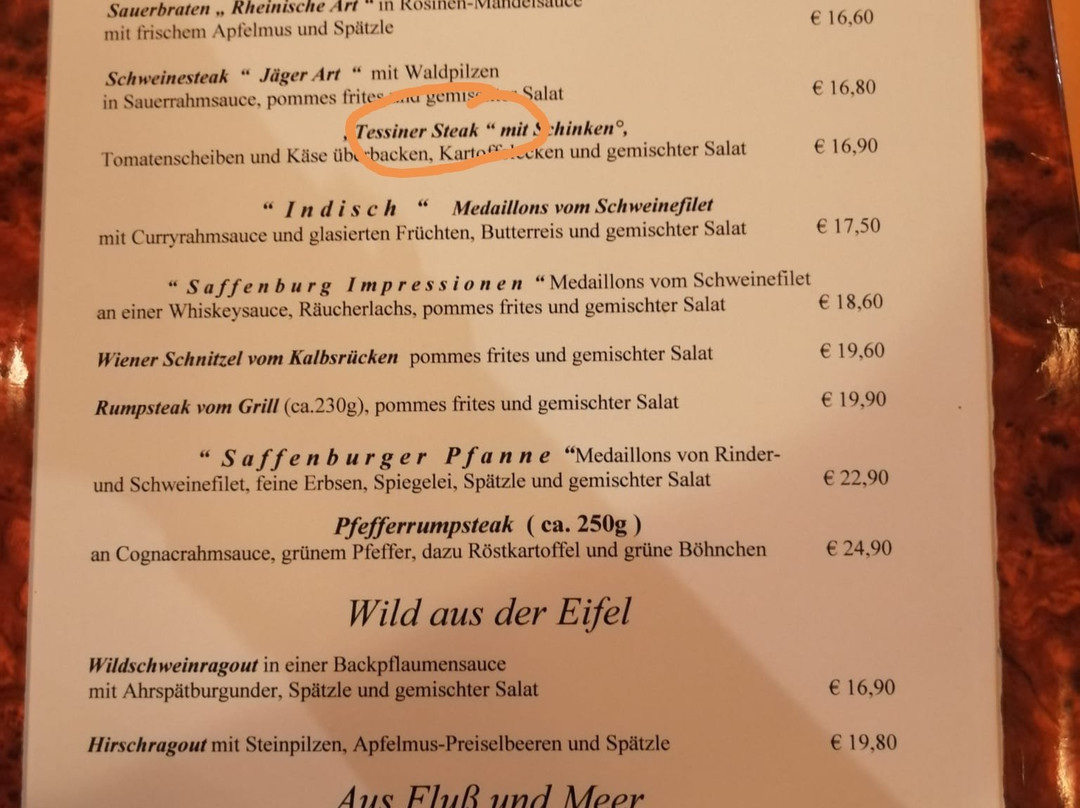 Sauerbraten „ Rheinische Art “ in Rosinen-Mandelsauce
mit frischem Apfelmus und Spätzle € 16,60
Schweinesteak “ Jäger Art “ mit Waldpilzen
in Sauerrahmsauce, pommes frites und gemischter Salat € 16,80
„Tessiner Steak “ mit Schinken°,
Tomatenscheiben und Käse überbacken, Kartoffelecken und gemischter Salat € 16,90
“ Indisch “ Medaillons vom Schweinefilet
mit Curryrahmsauce und glasierten Früchten, Butterreis und gemischter Salat € 17,50
“ Saffenburg Impressionen “ Medaillons vom Schweinefilet
an einer Whiskeysauce, Räucherlachs, pommes frites und gemischter Salat € 18,60
Wiener Schnitzel vom Kalbsrücken pommes frites und gemischter Salat € 19,60
Rumpsteak vom Grill (ca.230g), pommes frites und gemischter Salat € 19,90
“ Saffenburger Pfanne “Medaillons von Rinder-
und Schweinefilet, feine Erbsen, Spiegelei, Spätzle und gemischter Salat € 22,90
Pfefferrumpsteak ( ca. 250g )
an Cognacrahmsauce, grünem Pfeffer, dazu Röstkartoffel und grüne Böhnchen € 24,90
Wild aus der Eifel
Wildschweinragout in einer Backpflaumensauce
mit Ahrspätburgunder, Spätzle und gemischter Salat € 16,90
Hirschragout mit Steinpilzen, Apfelmus-Preiselbeeren und Spätzle € 19,80
Aus Fluß und Meer